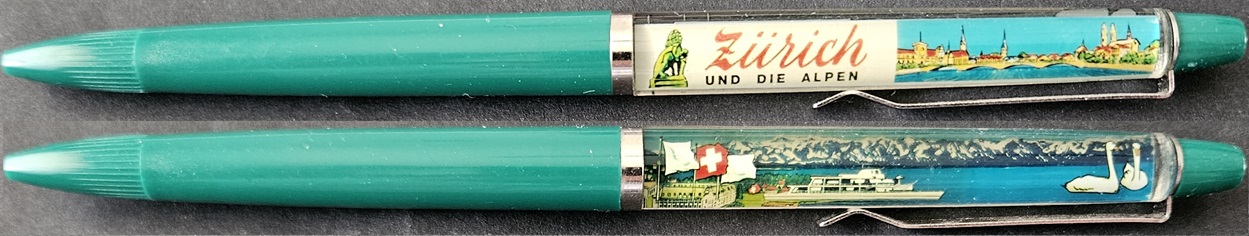 Zürich
UND DIE ALPEN